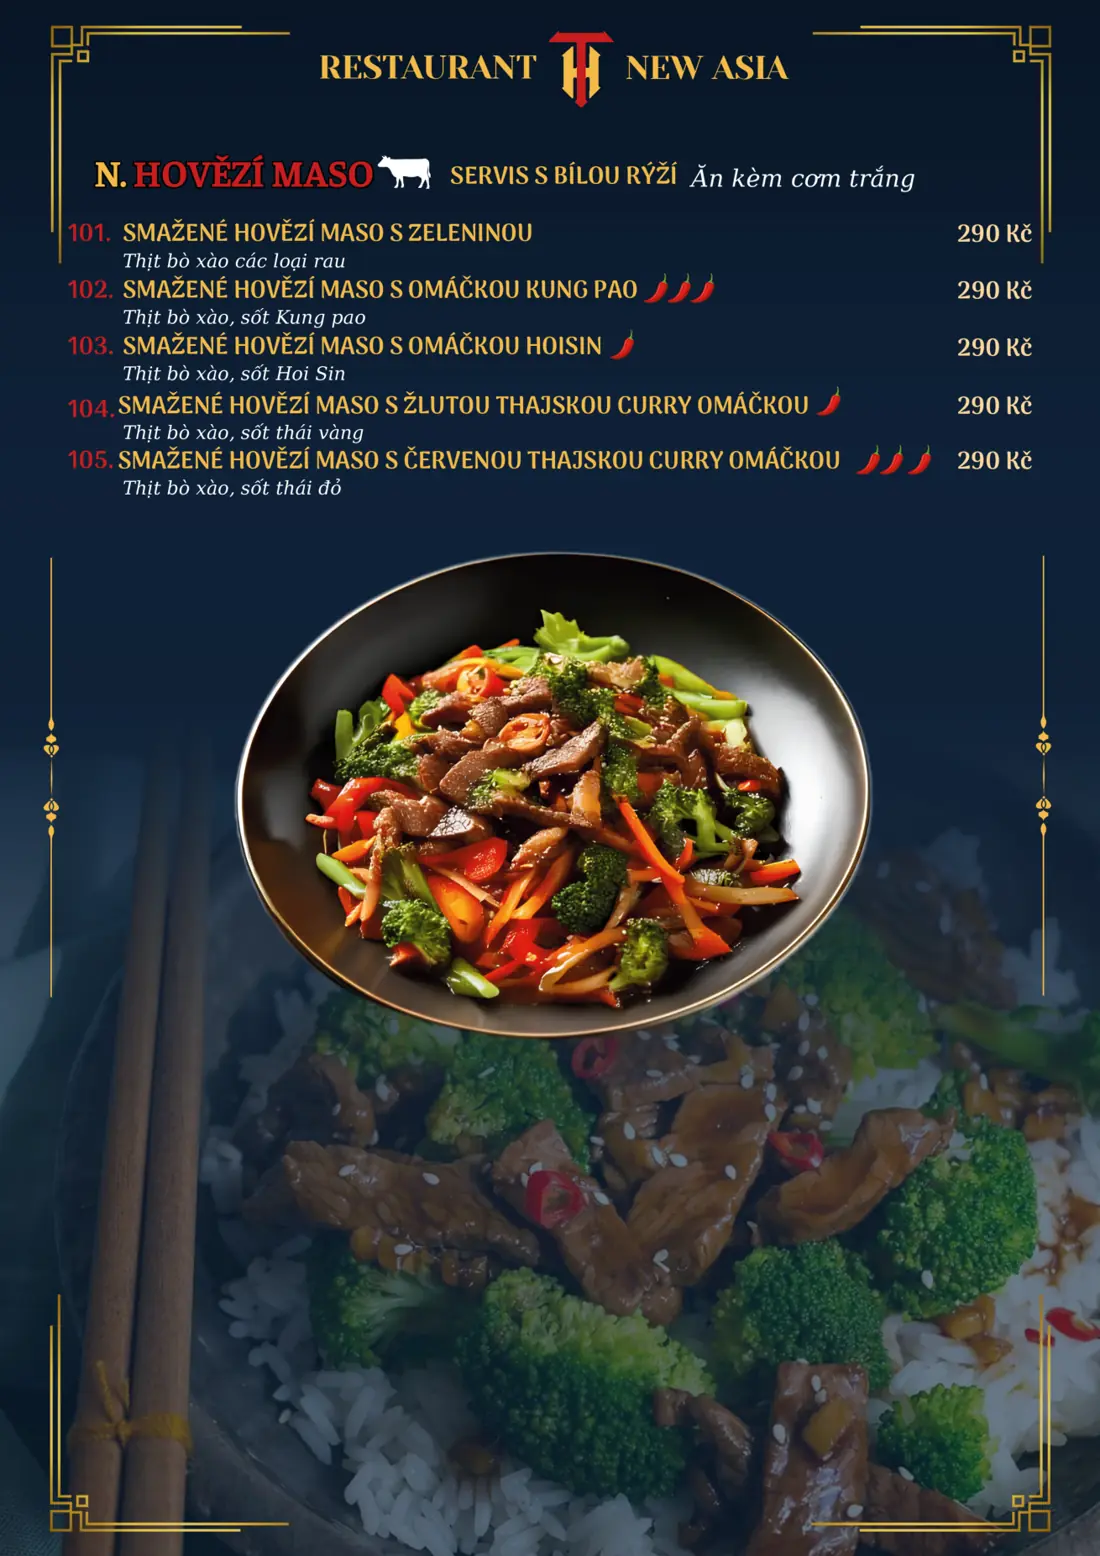 RESTAURANT TH NEW ASIA
N. HOVĚZÍ MASO SERVIS S BÍLOU RÝŽÍ Ăn kèm cơm trắng
101. SMAŽENÉ HOVĚZÍ MASO S ZELENINOU 290 Kč
Thịt bò xào các loại rau
102. SMAŽENÉ HOVĚZÍ MASO S OMÁČKOU KUNG PAO 290 Kč
Thịt bò xào, sốt Kung pao
103. SMAŽENÉ HOVĚZÍ MASO S OMÁČKOU HOISIN 290 Kč
Thịt bò xào, sốt Hoi Sin
104. SMAŽENÉ HOVĚZÍ MASO S ŽLUTOU THAJSKOU CURRY OMÁČKOU 290 Kč
Thịt bò xào, sốt thái vàng
105. SMAŽENÉ HOVĚZÍ MASO S ČERVENOU THAJSKOU CURRY OMÁČKOU 290 Kč
Thịt bò xào, sốt thái đỏ